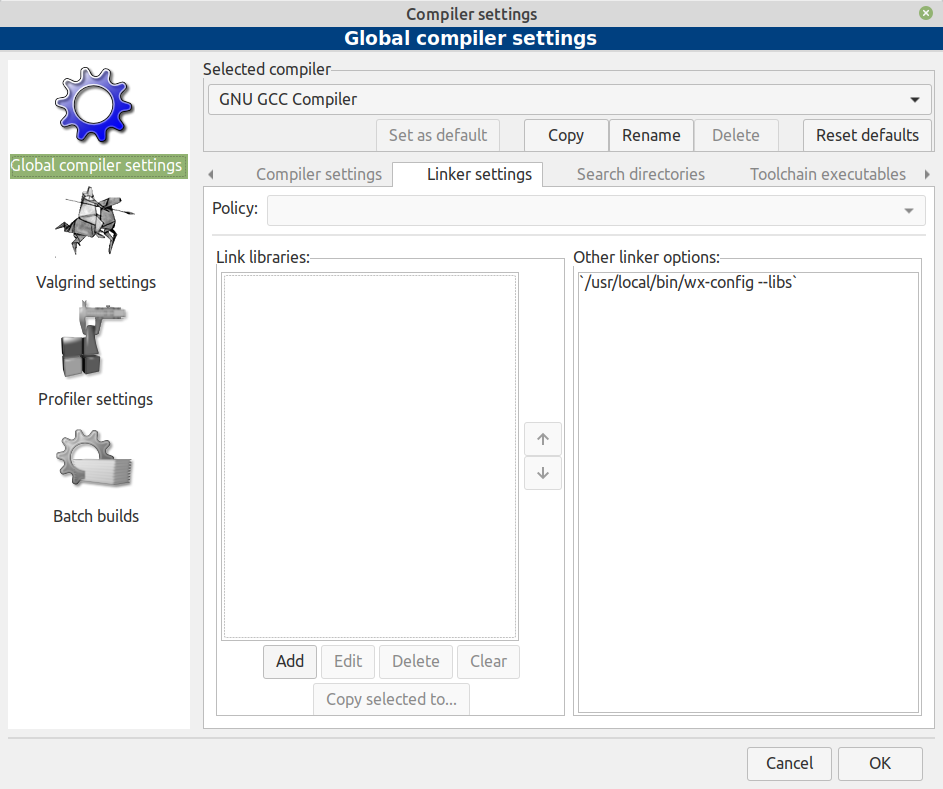 Compiler settings
Global compiler settings
Global compiler settings
Valgrind settings
Profiler settings
Batch builds
Selected compiler
GNU GCC Compiler
Set as default Copy Rename Delete Reset defaults
Compiler settings Linker settings Search directories Toolchain executables
Policy:
Link libraries:
Add Edit Delete Clear
Copy selected to...
Other linker options:
`/usr/local/bin/wx-config --libs`
Cancel OK